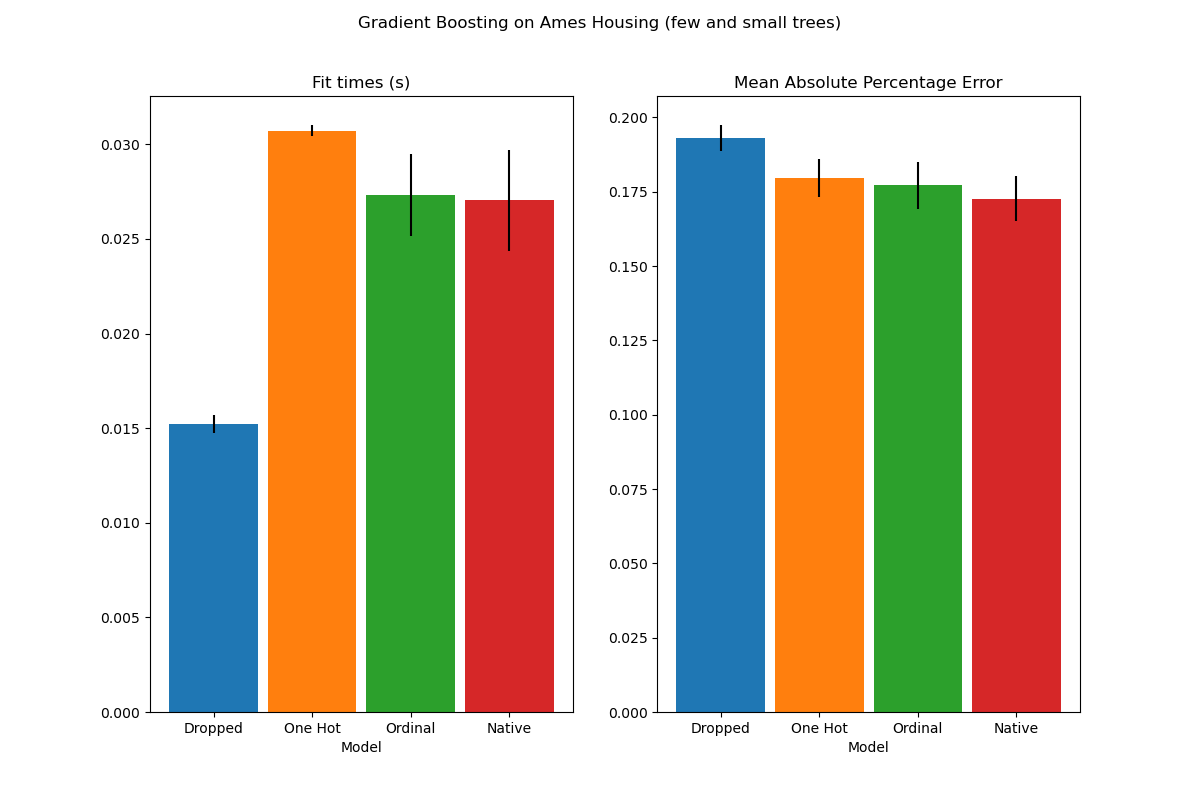 Gradient Boosting on Ames Housing (few and small trees)
Fit times (s)
0.030
0.025
0.020
0.015
0.010
0.005
0.000
Dropped One Hot Ordinal Native
Model
Mean Absolute Percentage Error
0.200
0.175
0.150
0.125
0.100
0.075
0.050
0.025
0.000
Dropped One Hot Ordinal Native
Model